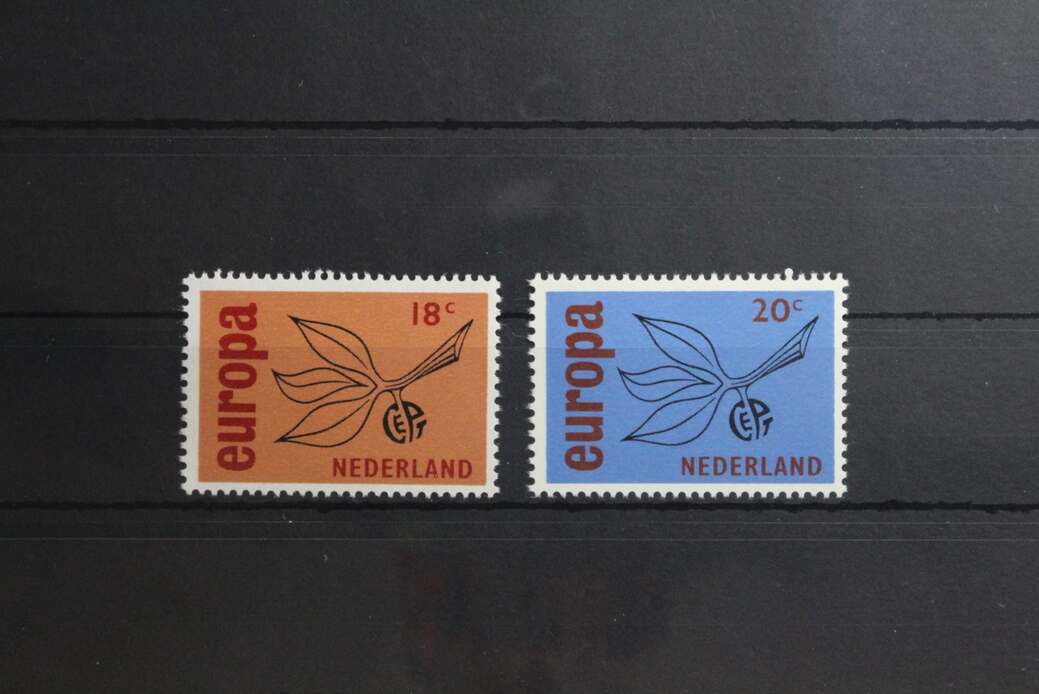 europa
18c
CEPT
NEDERLAND
europa
20c
CEPT
NEDERLAND